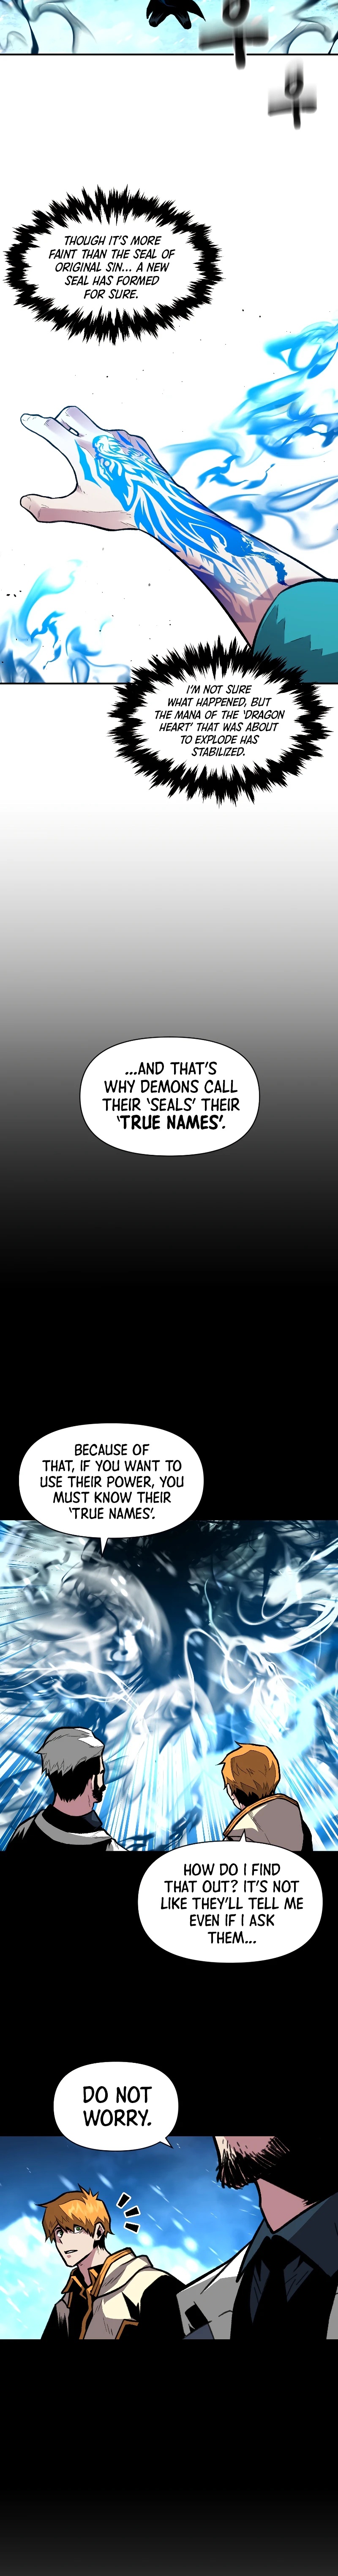 우
우
THOUGH IT'S MORE
FAINT THAN THE SEAL OF
ORIGINAL SIN... A NEW
SEAL HAS FORMED
FOR SURE.
I'M NOT SURE
WHAT HAPPENED, BUT
THE MANA OF THE 'DRAGON
HEART' THAT WAS ABOUT
TO EXPLODE HAS
STABILIZED.
...AND THAT'S
WHY DEMONS CALL
THEIR 'SEALS' THEIR
'TRUE NAMES'.
BECAUSE OF
THAT, IF YOU WANT TO
USE THEIR POWER, YOU
MUST KNOW THEIR
'TRUE NAMES'.
HOW DO I FIND
THAT OUT? IT'S NOT
LIKE THEY'LL TELL ME
EVEN IF I ASK
THEM...
DO NOT
WORRY.